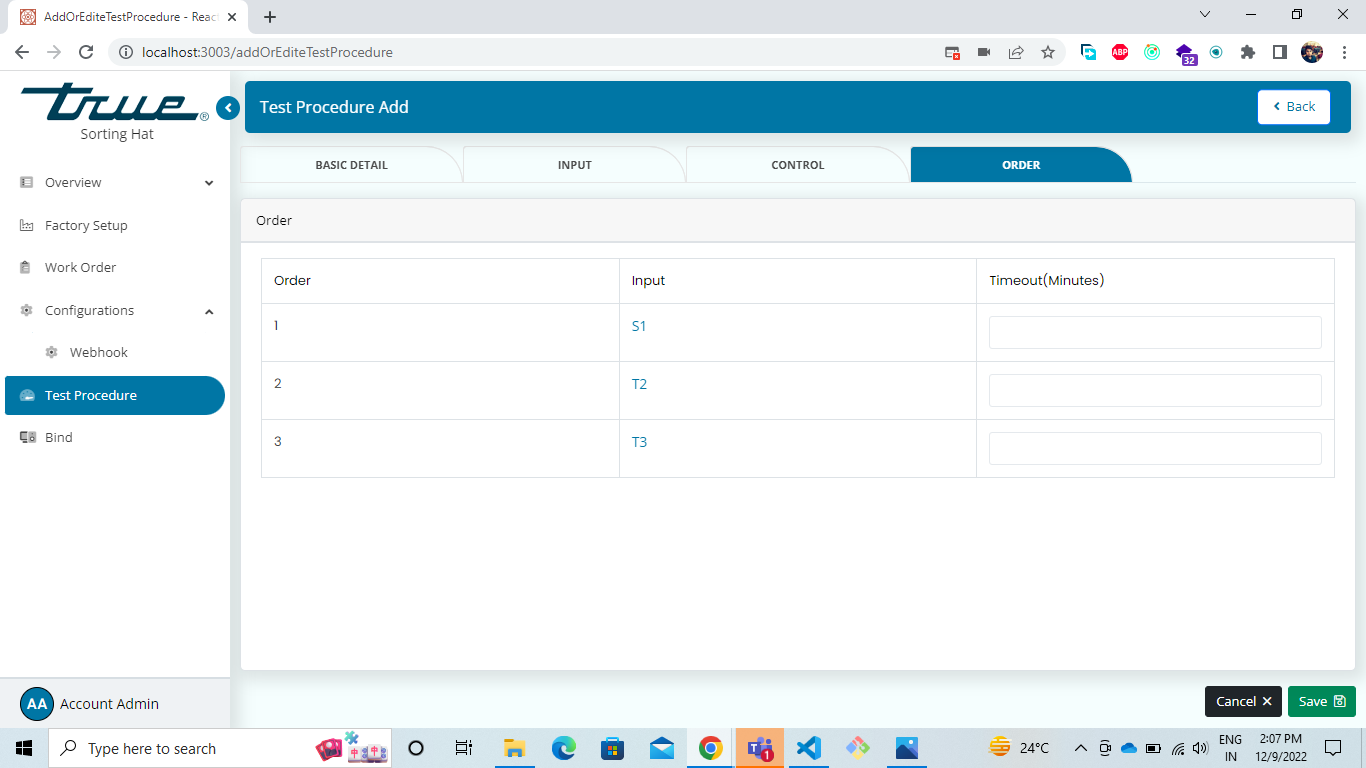 AddOrEditeTestProcedure - Reac
localhost:3003/addOrEditeTestProcedure
ABP
32
true®
Sorting Hat
Overview
Factory Setup
Work Order
Configurations
Webhook
Test Procedure
Bind
AA Account Admin
Test Procedure Add
Back
BASIC DETAIL INPUT CONTROL ORDER
Order
Order Input Timeout(Minutes)
1 S1
2 T2
3 T3
Cancel Save
Type here to search
1
24°C
ENG
IN
2:07 PM
12/9/2022